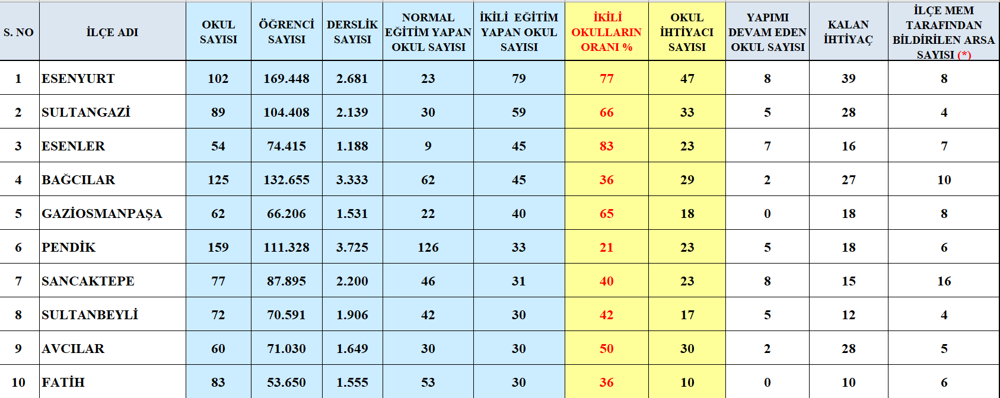 S. NO | İLÇE ADI | OKUL SAYISI | ÖĞRENCİ SAYISI | DERSLİK SAYISI | NORMAL EĞİTİM YAPAN OKUL SAYISI | İKİLİ EĞİTİM YAPAN OKUL SAYISI | İKİLİ OKULLARIN ORANI % | OKUL İHTİYACI SAYISI | YAPIMI DEVAM EDEN OKUL SAYISI | KALAN İHTİYAÇ | İLÇE MEM TARAFINDAN BİLDİRİLEN ARSA SAYISI (*)
1 | ESENYURT | 102 | 169.448 | 2.681 | 23 | 79 | 77 | 47 | 8 | 39 | 8
2 | SULTANGAZİ | 89 | 104.408 | 2.139 | 30 | 59 | 66 | 33 | 5 | 28 | 4
3 | ESENLER | 54 | 74.415 | 1.188 | 9 | 45 | 83 | 23 | 7 | 16 | 7
4 | BAĞCILAR | 125 | 132.655 | 3.333 | 62 | 45 | 36 | 29 | 2 | 27 | 10
5 | GAZİOSMANPAŞA | 62 | 66.206 | 1.531 | 22 | 40 | 65 | 18 | 0 | 18 | 8
6 | PENDİK | 159 | 111.328 | 3.725 | 126 | 33 | 21 | 23 | 5 | 18 | 6
7 | SANCAKTEPE | 77 | 87.895 | 2.200 | 46 | 31 | 40 | 23 | 8 | 15 | 16
8 | SULTANBEYLİ | 72 | 70.591 | 1.906 | 42 | 30 | 42 | 17 | 5 | 12 | 4
9 | AVCILAR | 60 | 71.030 | 1.649 | 30 | 30 | 50 | 30 | 2 | 28 | 5
10 | FATİH | 83 | 53.650 | 1.555 | 53 | 30 | 36 | 10 | 0 | 10 | 6